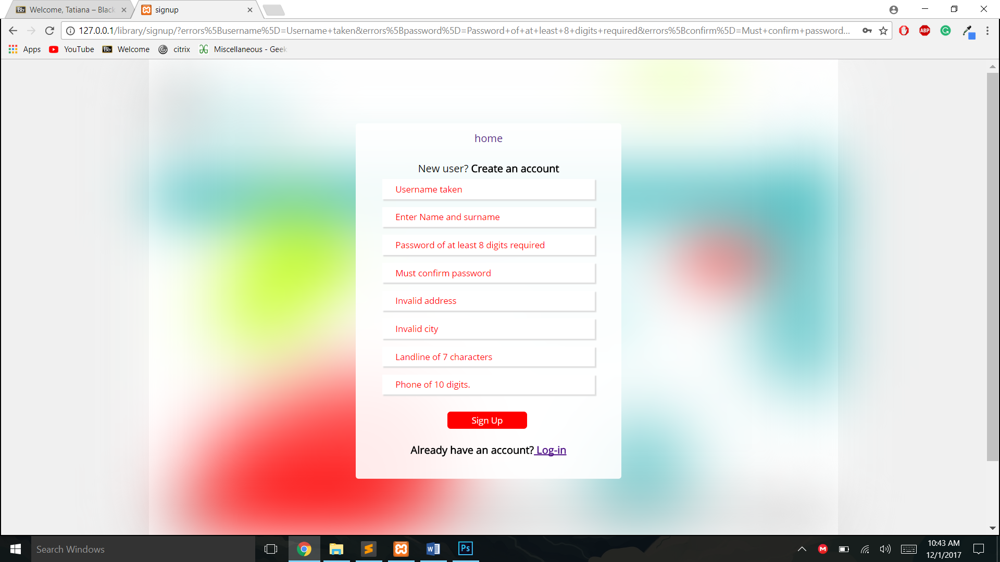 Bb Welcome, Tatiana – Black
signup
127.0.0.1/library/signup/?errors%5Busername%5D=Username+taken&errors%5Bpassword%5D=Password+of+at+least+8+digits+required&errors%5Bconfirm%5D=Must+confirm+password...
ABP
Apps
YouTube
Bb Welcome
citrix
Miscellaneous - Geek
home
New user? Create an account
Username taken
Enter Name and surname
Password of at least 8 digits required
Must confirm password
Invalid address
Invalid city
Landline of 7 characters
Phone of 10 digits.
Sign Up
Already have an account? Log-in
Search Windows
Ps
10:43 AM
12/1/2017